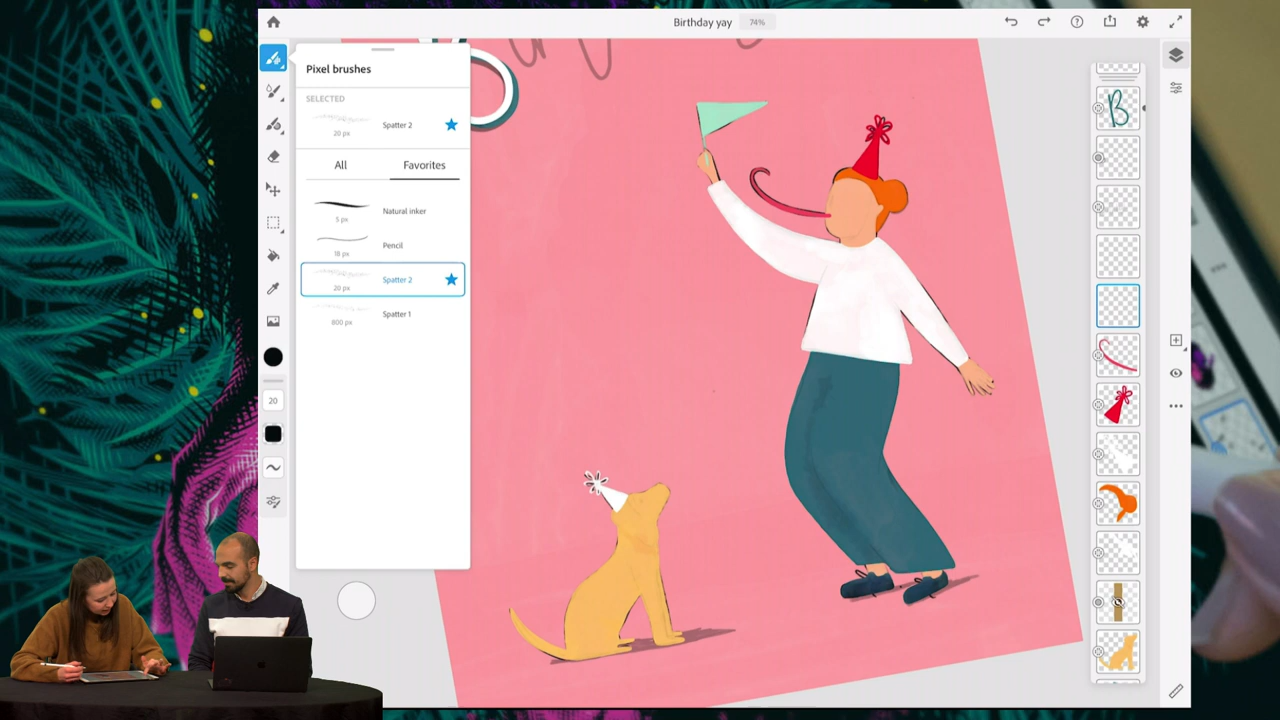 Birthday yay 74%
Pixel brushes
SELECTED
20 px Spatter 2
All Favorites
5 px Natural inker
18 px Pencil
20 px Spatter 2
800 px Spatter 1
20
B